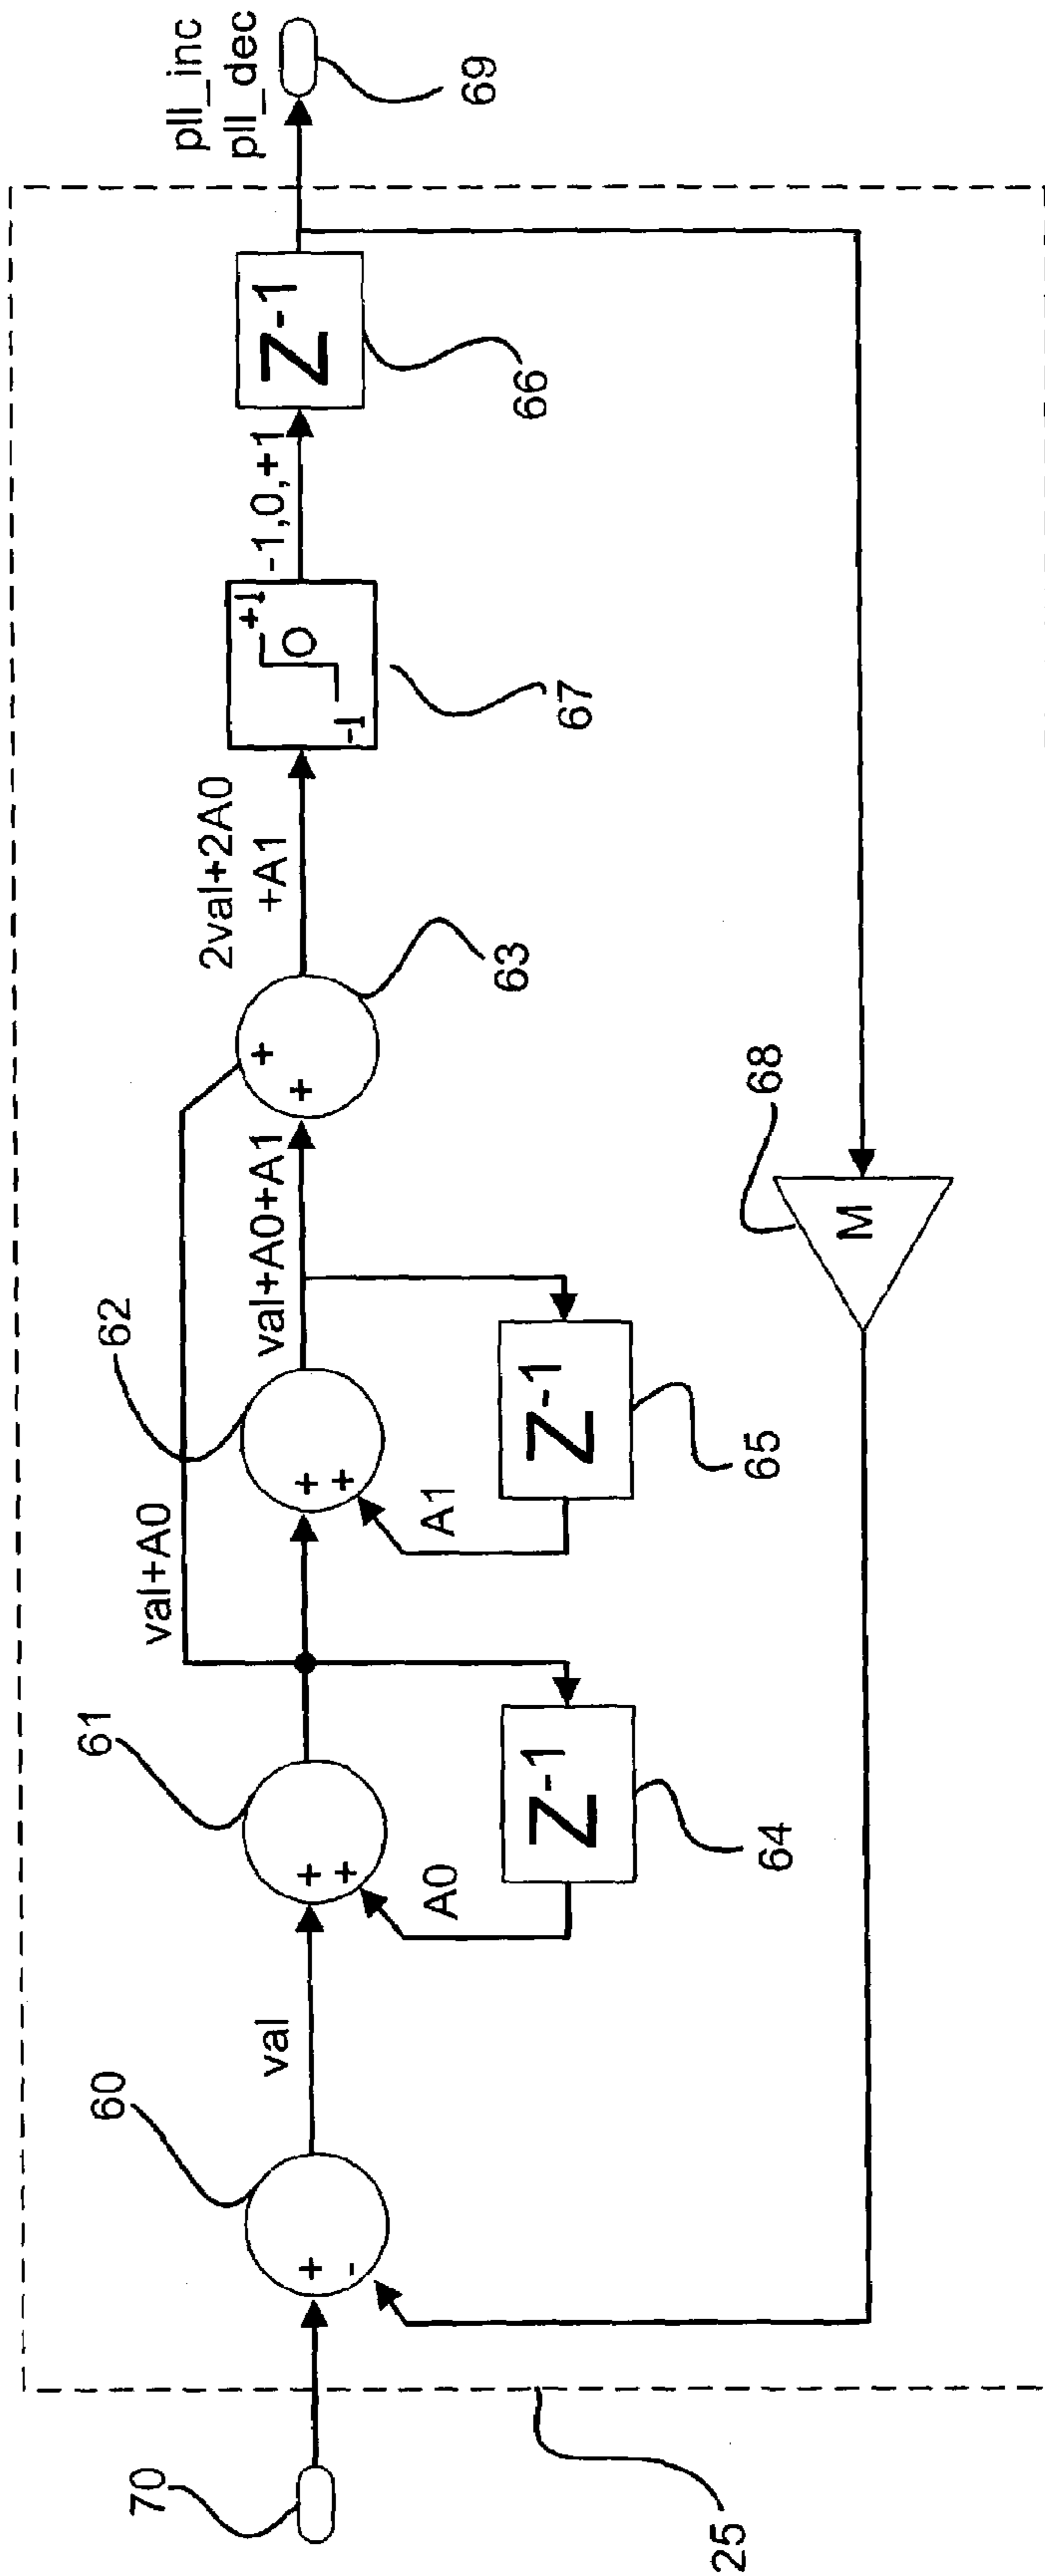 70
25
60
+
-
val
61
+
+
A0
Z-1
64
val+A0
62
+
+
A1
Z-1
65
val+A0+A1
+
+
63
2val+2A0
+A1
-1
0
+1
67
-1,0,+1
Z-1
66
pll_inc
pll_dec
69
M
68